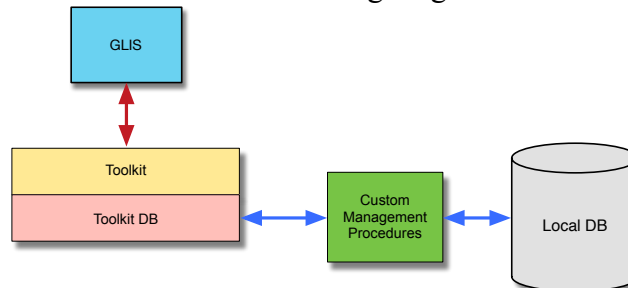 GLIS
Toolkit
Toolkit DB
Custom
Management
Procedures
Local DB